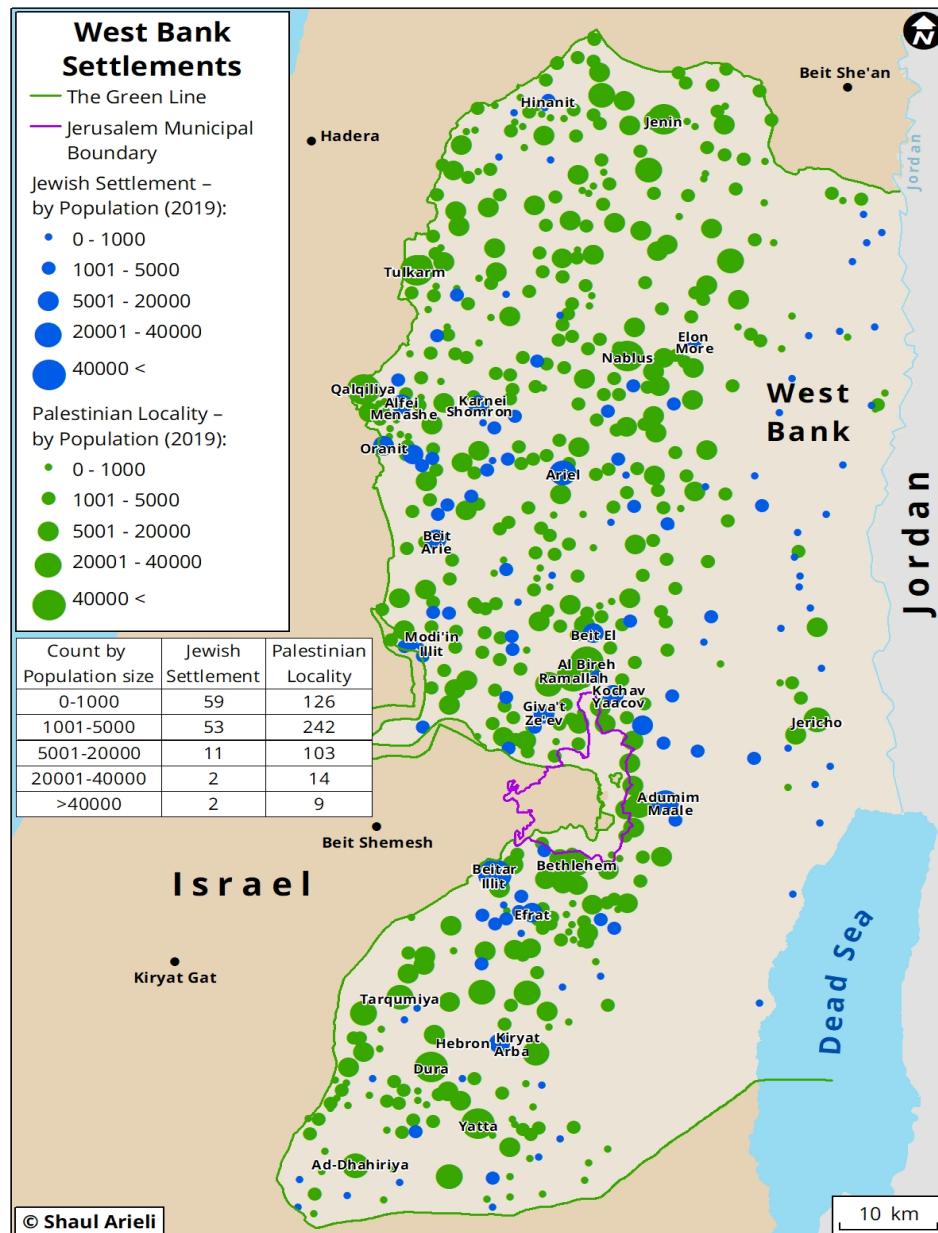 West Bank
Settlements
The Green Line
Jerusalem Municipal
Boundary
Jewish Settlement –
by Population (2019):
0 - 1000
1001 - 5000
5001 - 20000
20001 - 40000
40000 <
Palestinian Locality –
by Population (2019):
0 - 1000
1001 - 5000
5001 - 20000
20001 - 40000
40000 <
Count by
Population size
Jewish
Settlement
Palestinian
Locality
0-1000 59 126
1001-5000 53 242
5001-20000 11 103
20001-40000 2 14
>40000 2 9
N
Beit She'an
Hadera
Hinanit
Jenin
Jordan
Tulkarm
Nablus
Elon
More
Qalqiliya
Alfei
Menashe
Karnei
Shomron
West
Bank
Oranit
Ariel
Beit
Arie
Jordan
Modi'in
Illit
Beit El
Al Bireh
Ramallah
Kochav
Yaacov
Giva't
Ze'ev
Jericho
Adumim
Maale
Beit Shemesh
Bethlehem
Beitar
Illit
Israel
Efrat
Dead Sea
Kiryat Gat
Tarqumiya
Hebron
Kiryat
Arba
Dura
Yatta
Ad-Dhahiriya
© Shaul Arieli
10 km